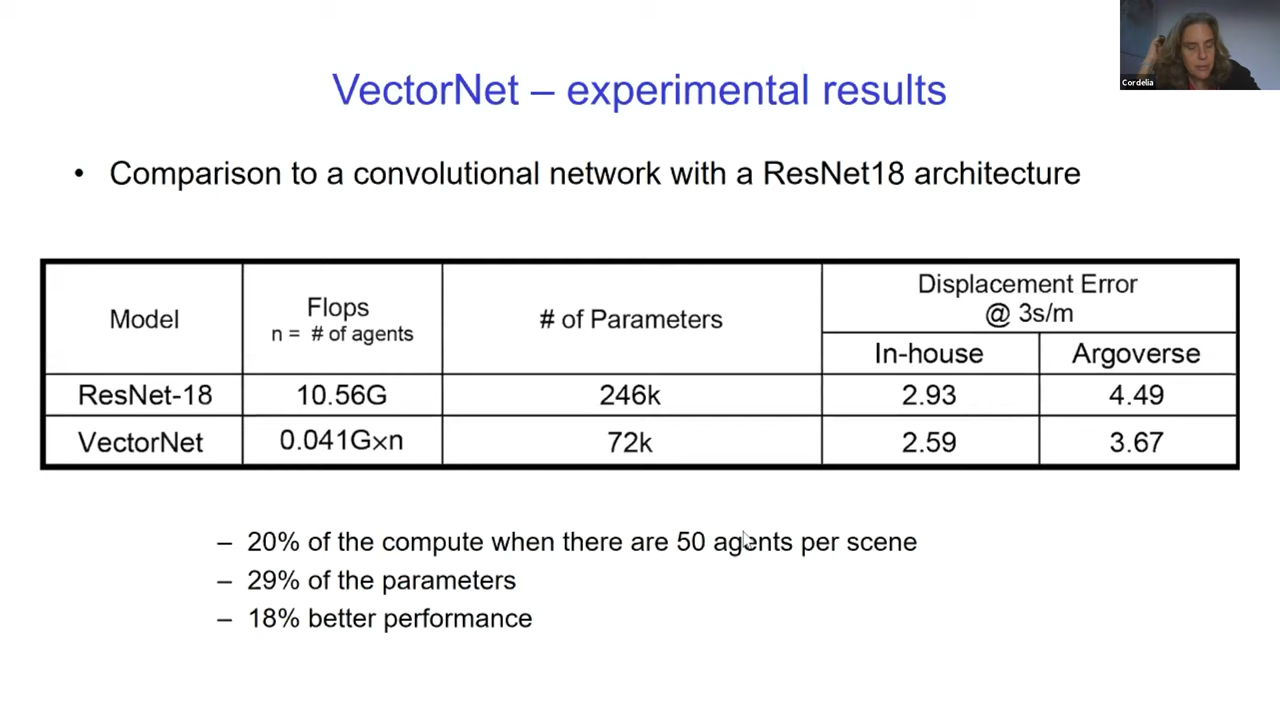 Cordelia
VectorNet – experimental results
• Comparison to a convolutional network with a ResNet18 architecture
Model
Flops
n = # of agents
# of Parameters
Displacement Error
@ 3s/m
In-house
Argoverse
ResNet-18 10.56G 246k 2.93 4.49
VectorNet 0.041G×n 72k 2.59 3.67
– 20% of the compute when there are 50 agents per scene
– 29% of the parameters
– 18% better performance